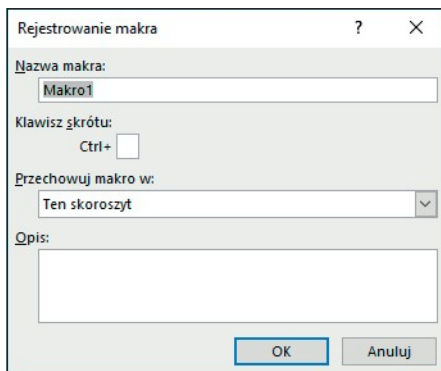 Rejestrowanie makra ? ×
Nazwa makra:
Makro1
Klawisz skrótu:
Ctrl+
Przechowuj makro w:
Ten skoroszyt
Opis:
OK Anuluj